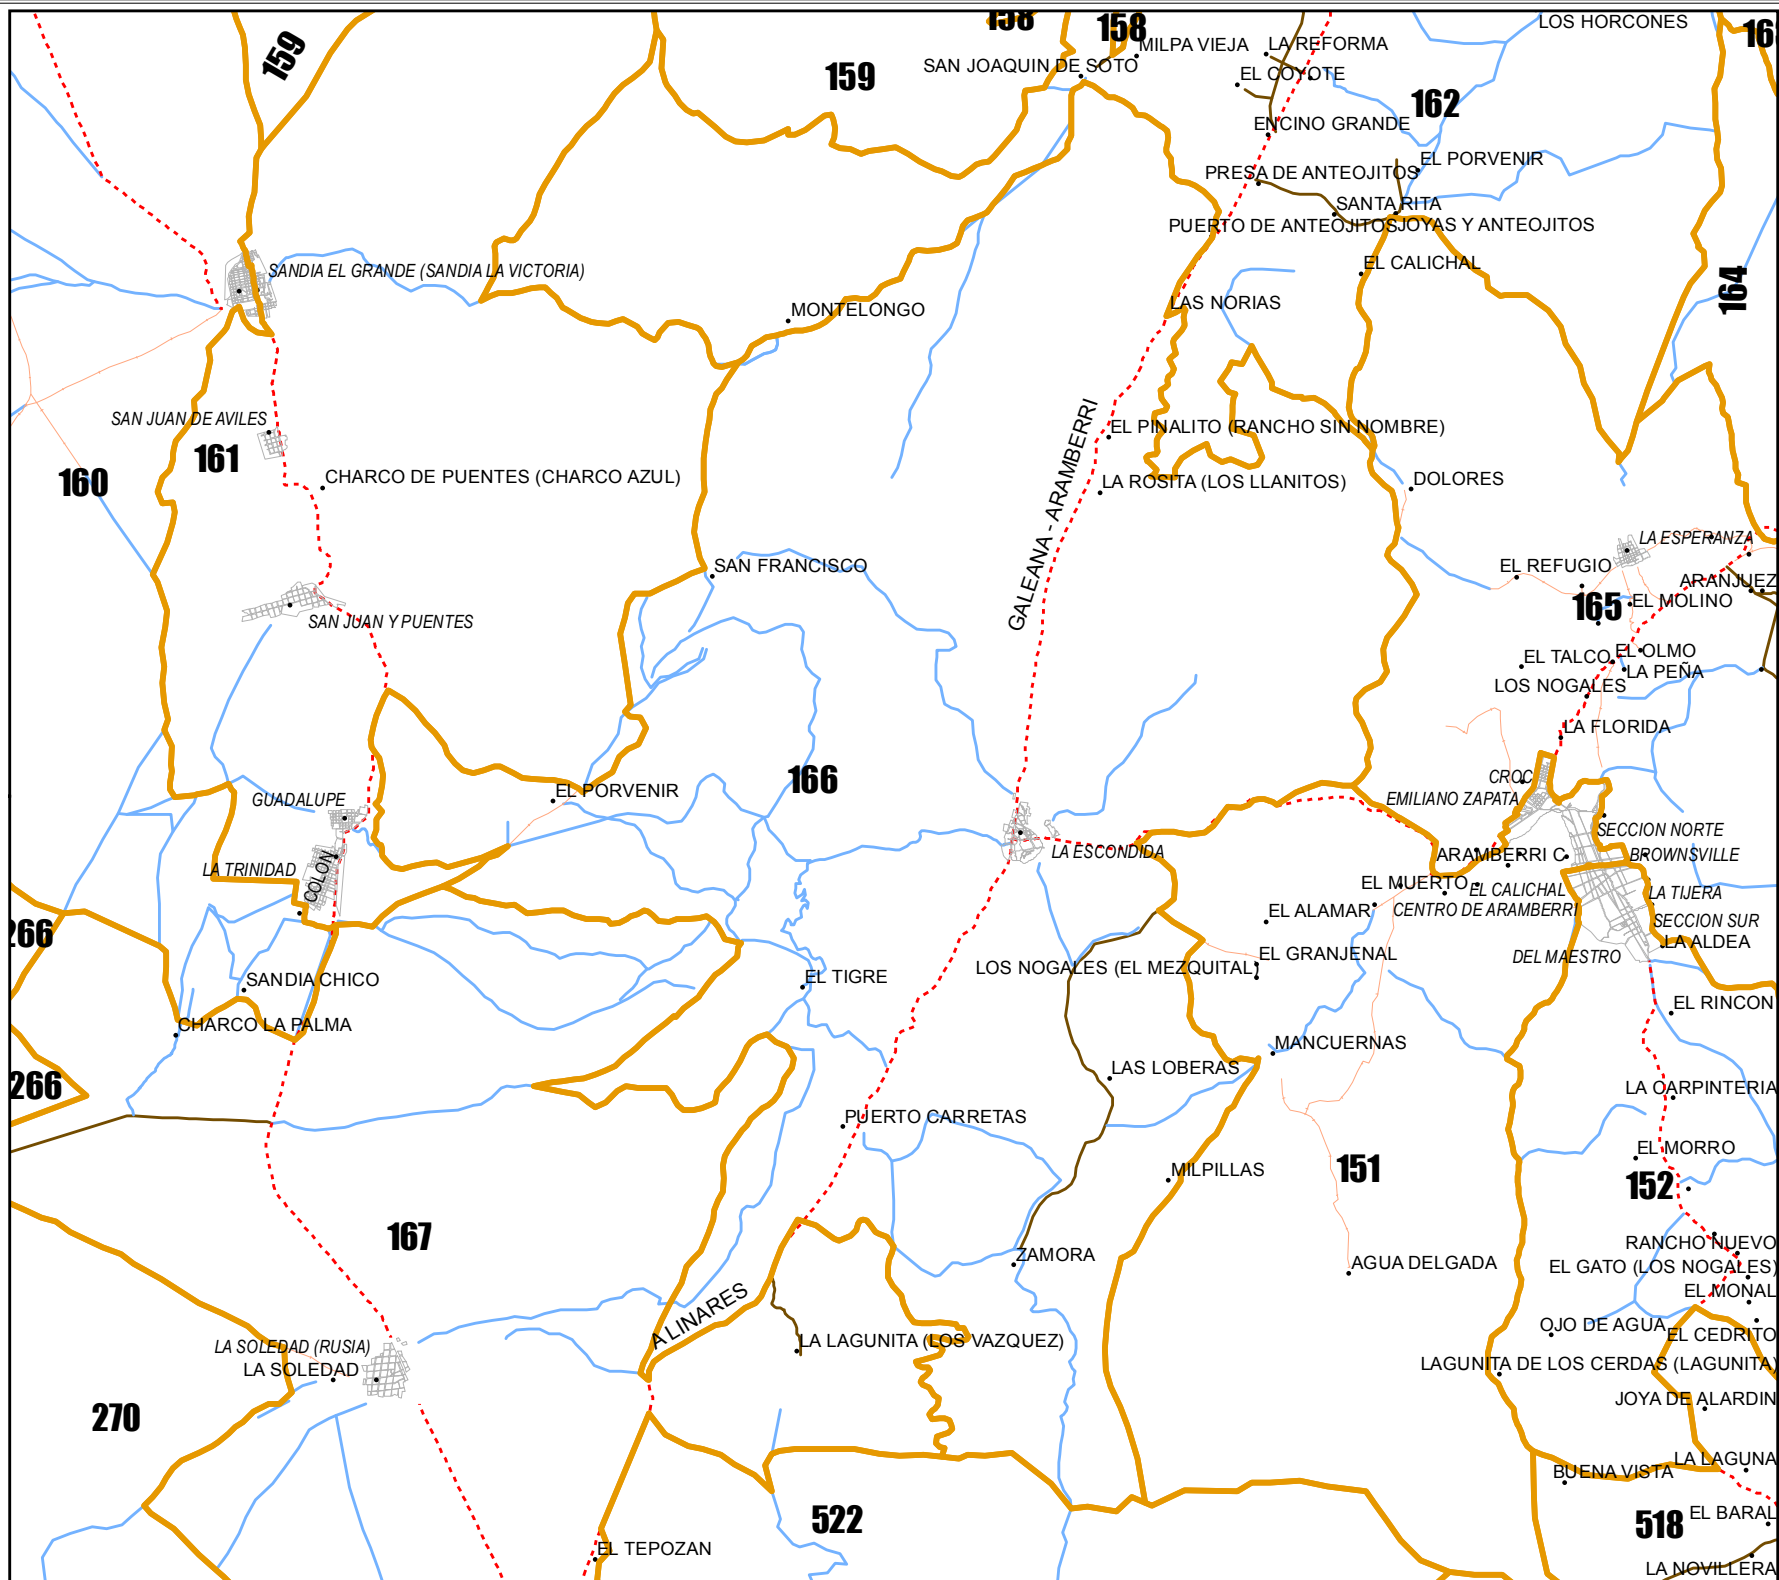 158
158
LOS HORCONES
159
MILPA VIEJA
LA REFORMA
SAN JOAQUIN DE SOTO
159
EL COYOTE
162
ENCINO GRANDE
EL PORVENIR
PRESA DE ANTEOJITOS
SANTA RITA
PUERTO DE ANTEOJITOS
JOYAS Y ANTEOJITOS
SANDIA EL GRANDE (SANDIA LA VICTORIA)
EL CALICHAL
164
LAS NORIAS
MONTELONGO
SAN JUAN DE AVILES
161
160
CHARCO DE PUENTES (CHARCO AZUL)
GALEANA - ARAMBERRI
EL PINALITO (RANCHO SIN NOMBRE)
LA ROSITA (LOS LLANITOS)
DOLORES
LA ESPERANZA
SAN FRANCISCO
EL REFUGIO
ARANJUEZ
165
EL MOLINO
SAN JUAN Y PUENTES
EL TALCO
EL OLMO
LA PEÑA
LOS NOGALES
LA FLORIDA
166
CROC
EL PORVENIR
GUADALUPE
EMILIANO ZAPATA
SECCION NORTE
LA ESCONDIDA
ARAMBERRI C
BROWNSVILLE
LA TRINIDAD
COLON
EL MUERTO
EL CALICHAL
LA TIJERA
EL ALAMAR
CENTRO DE ARAMBERRI
SECCION SUR
266
LA ALDEA
EL GRANJENAL
DEL MAESTRO
LOS NOGALES (EL MEZQUITAL)
SANDIA CHICO
EL TIGRE
EL RINCON
CHARCO LA PALMA
MANCUERNAS
LAS LOBERAS
266
LA CARPINTERIA
PUERTO CARRETAS
EL MORRO
MILPILLAS
151
152
167
RANCHO NUEVO
ZAMORA
AGUA DELGADA
EL GATO (LOS NOGALES)
EL MONAL
A LINARES
OJO DE AGUA
EL CEDRITO
LA SOLEDAD (RUSIA)
LA LAGUNITA (LOS VAZQUEZ)
LA SOLEDAD
LAGUNITA DE LOS CERDAS (LAGUNITA)
JOYA DE ALARDIN
270
LA LAGUNA
BUENA VISTA
522
518
EL BARAL
EL TEPOZAN
LA NOVILLERA